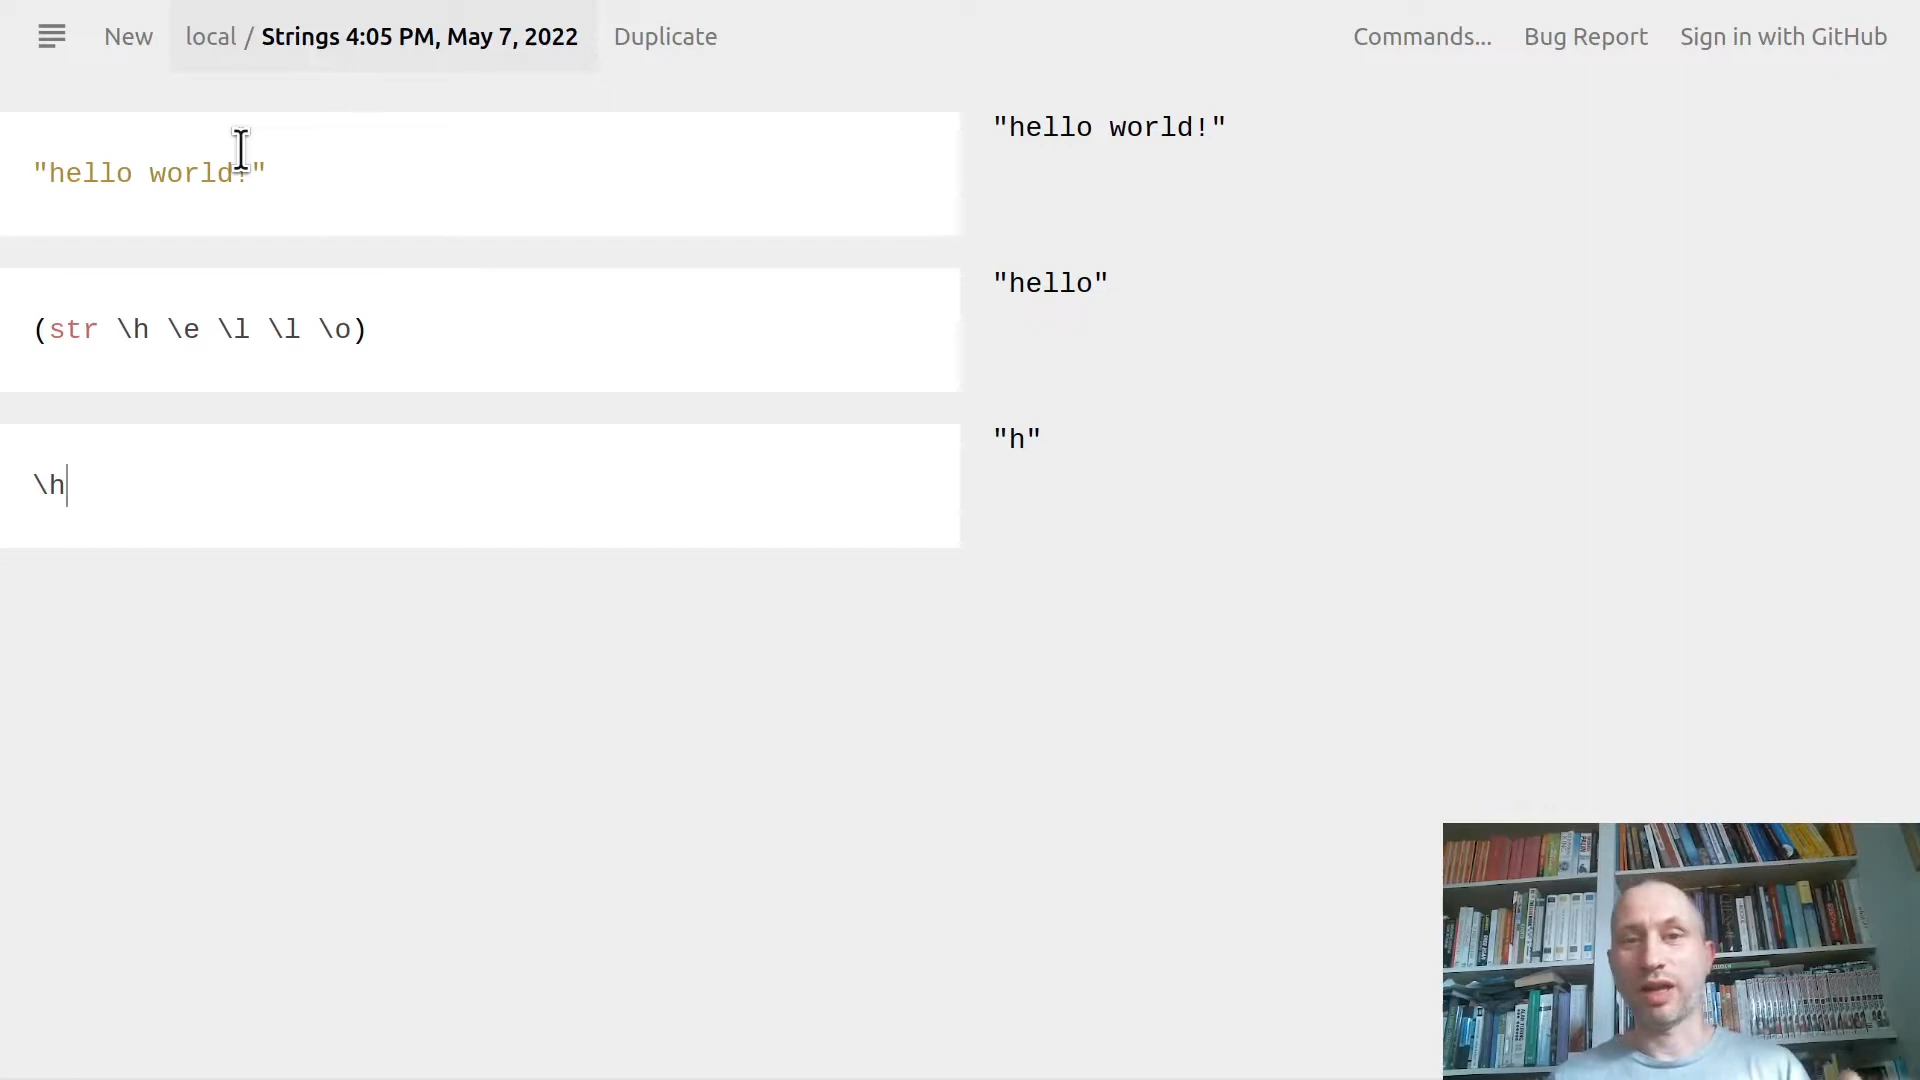 New local / Strings 4:05 PM, May 7, 2022 Duplicate Commands... Bug Report Sign in with GitHub
"hello world!"
"hello world!"
(str \h \e \l \l \o)
"hello"
\h
"h"